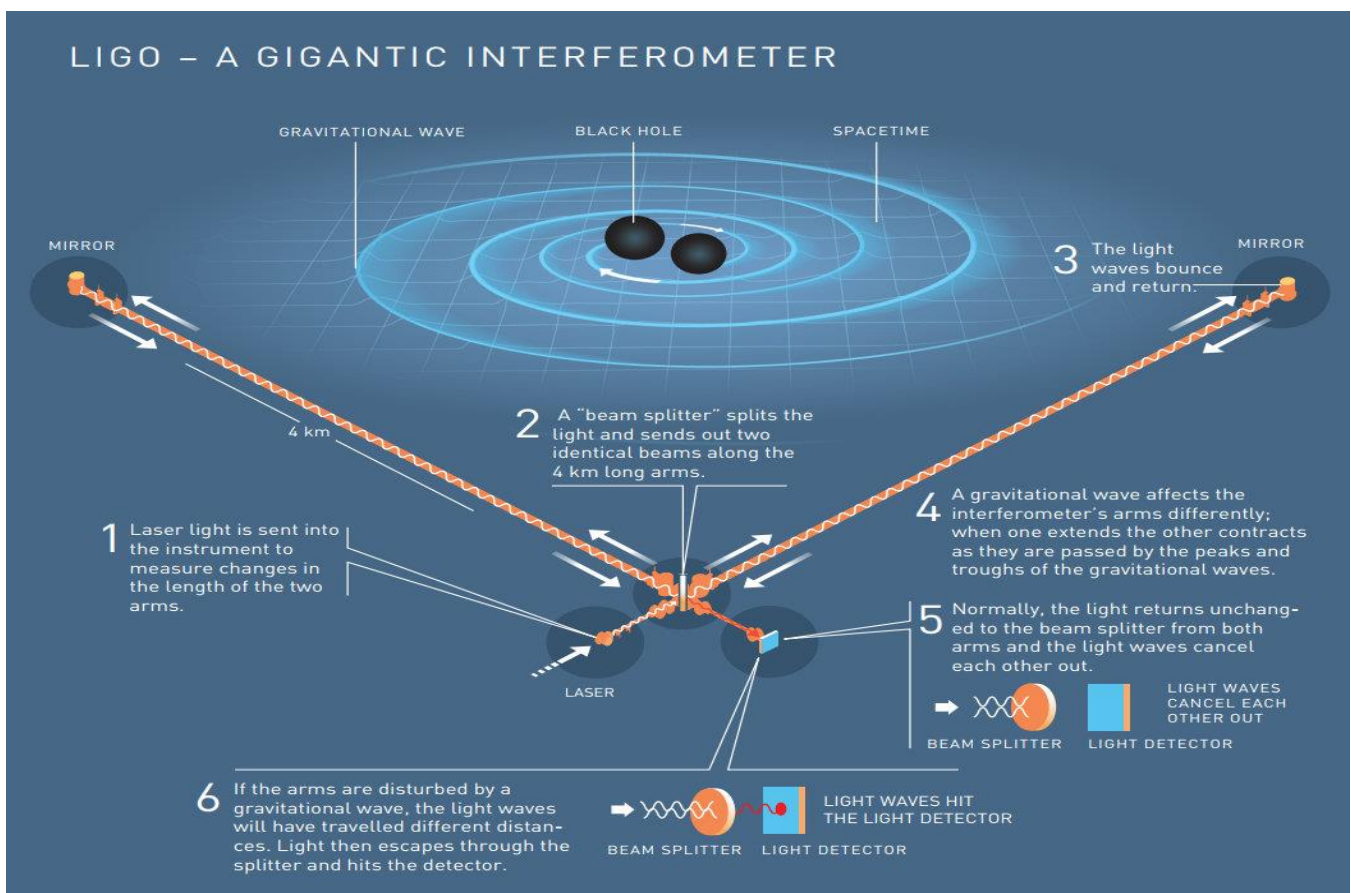 LIGO – A GIGANTIC INTERFEROMETER
GRAVITATIONAL WAVE
BLACK HOLE
SPACETIME
MIRROR
3 The light
waves bounce
and return.
MIRROR
4 km
2 A “beam splitter” splits the
light and sends out two
identical beams along the
4 km long arms.
1 Laser light is sent into
the instrument to
measure changes in
the length of the two
arms.
4 A gravitational wave affects the
interferometer’s arms differently;
when one extends the other contracts
as they are passed by the peaks and
troughs of the gravitational waves.
5 Normally, the light returns unchang-
ed to the beam splitter from both
arms and the light waves cancel
each other out.
LASER
LIGHT WAVES
CANCEL EACH
OTHER OUT
BEAM SPLITTER
LIGHT DETECTOR
6 If the arms are disturbed by a
gravitational wave, the light waves
will have travelled different distan-
ces. Light then escapes through the
splitter and hits the detector.
LIGHT WAVES HIT
THE LIGHT DETECTOR
BEAM SPLITTER
LIGHT DETECTOR